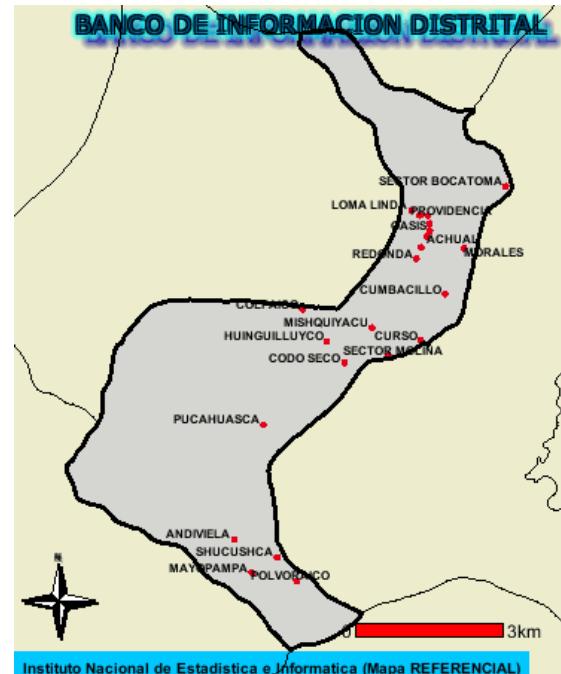 BANCO DE INFORMACION DISTRITAL
SECTOR BOCATOMA
LOMA LINDA
PROVIDENCIA
OASIS
ACHUAL
REDONDA
MORALES
CUMBACILLO
MISHQUIYACU
HUINGUILLUYCO
CURSO
SECTOR MOLINA
CODO SECO
PUCAHUASCA
ANDIVIELA
SHUCUSHCA
MAYOPAMPA
POLVORAICO
N
0 3km
Instituto Nacional de Estadistica e Informatica (Mapa REFERENCIAL)